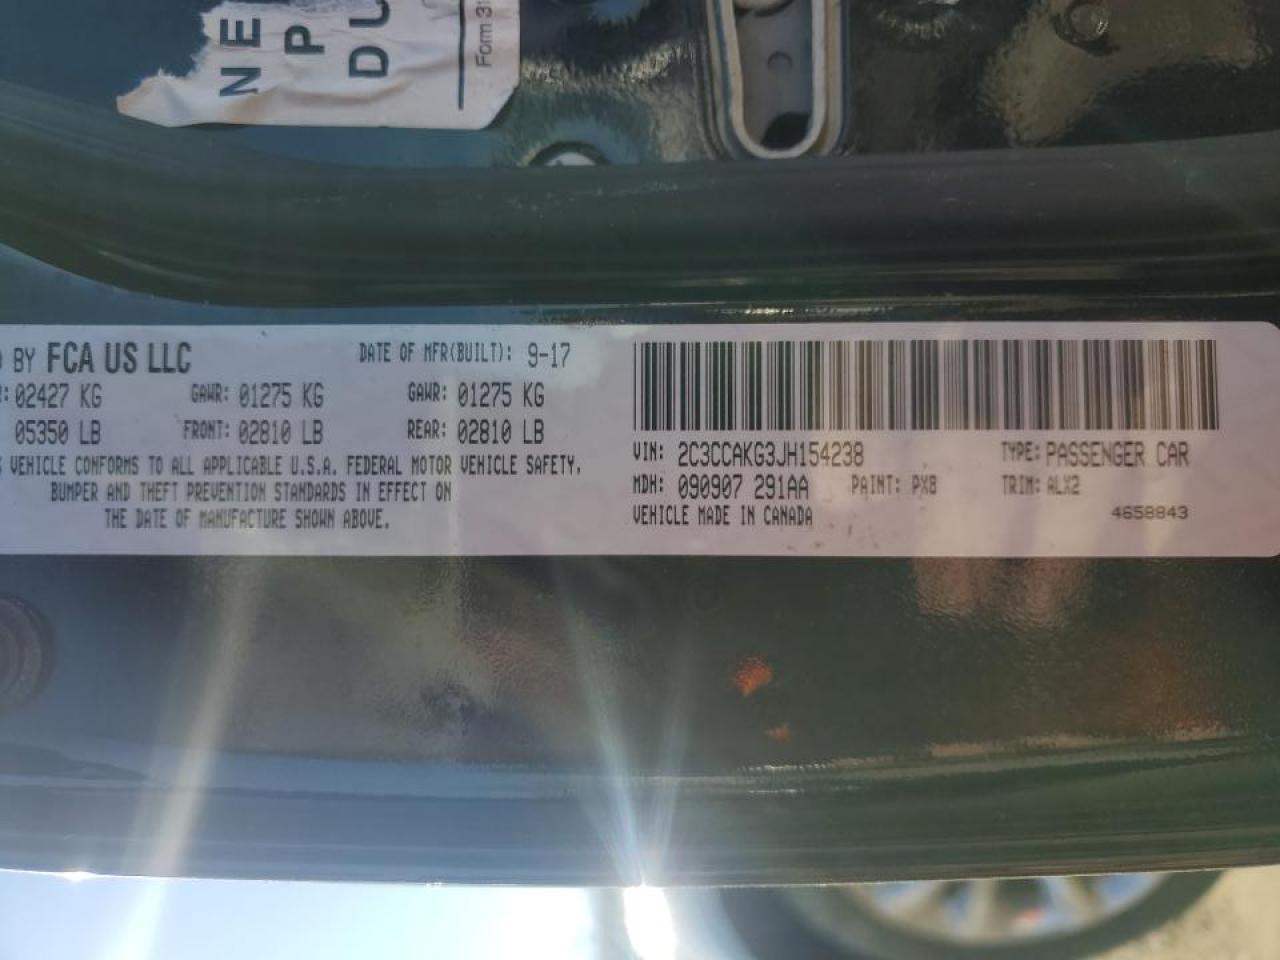 NE
P
DU
Form 31
BY FCA US LLC
DATE OF MFR(BUILT): 9-17
: 02427 KG GAWR: 01275 KG GAWR: 01275 KG
05350 LB FRONT: 02810 LB REAR: 02810 LB
VEHICLE CONFORMS TO ALL APPLICABLE U.S.A. FEDERAL MOTOR VEHICLE SAFETY,
BUMPER AND THEFT PREVENTION STANDARDS IN EFFECT ON
THE DATE OF MANUFACTURE SHOWN ABOVE.
VIN: 2C3CCAKG3JH154238 TYPE: PASSENGER CAR
MDH: 090907 291AA PAINT: PX8 TRIM: ALX2
VEHICLE MADE IN CANADA 4658843